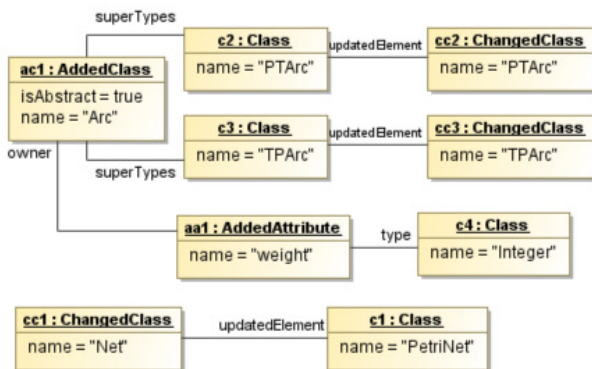 superTypes
c2 : Class
name = "PTArc"
updatedElement
cc2 : ChangedClass
name = "PTArc"
ac1 : AddedClass
isAbstract = true
name = "Arc"
c3 : Class
name = "TPArc"
updatedElement
cc3 : ChangedClass
name = "TPArc"
owner
superTypes
aa1 : AddedAttribute
name = "weight"
type
c4 : Class
name = "Integer"
cc1 : ChangedClass
name = "Net"
updatedElement
c1 : Class
name = "PetriNet"